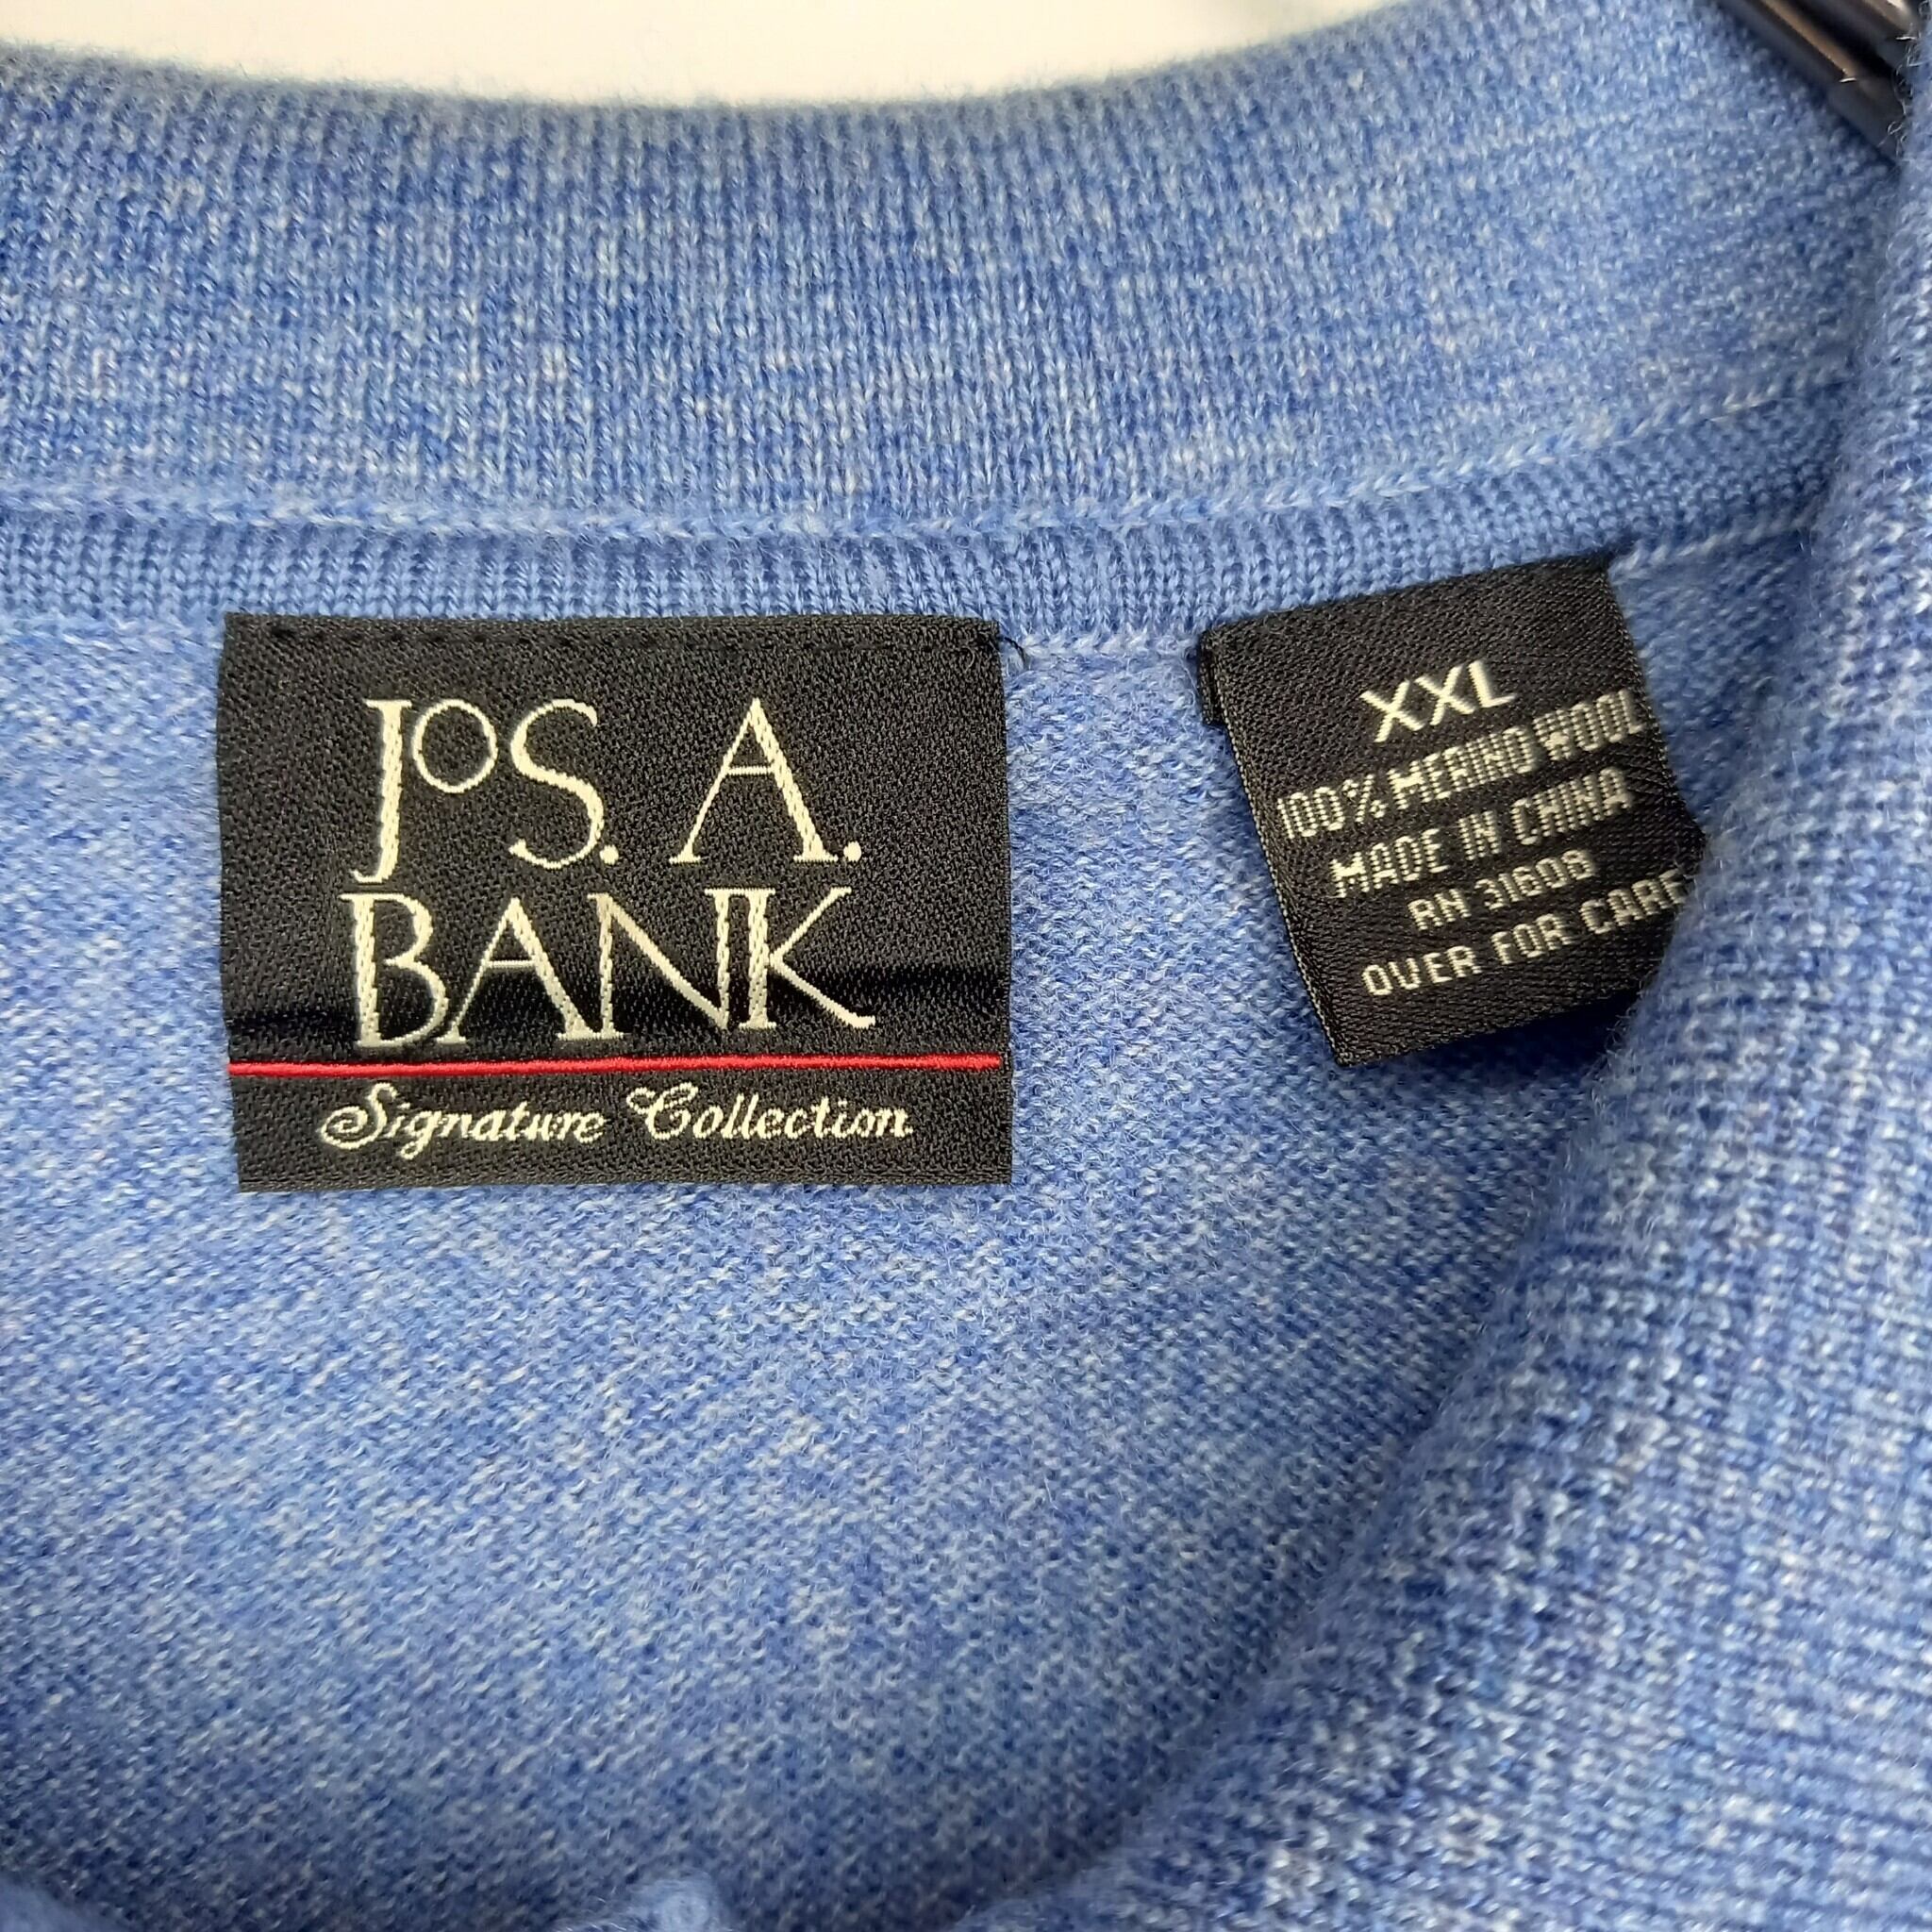 JOS. A.
BANK
Signature Collection
XXL
100% MERINO WOOL
MADE IN CHINA
RN 31608
OVER FOR CARE